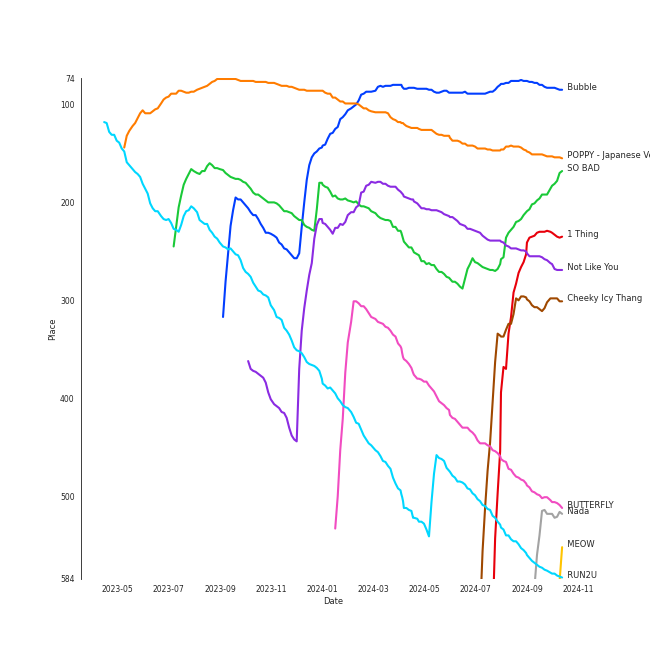 74
100
200
300
400
500
584
Place
2023-05
2023-07
2023-09
2023-11
2024-01
2024-03
2024-05
2024-07
2024-09
2024-11
Date
Bubble
POPPY - Japanese Ve
SO BAD
1 Thing
Not Like You
Cheeky Icy Thang
BUTTERFLY
Nada
MEOW
RUN2U